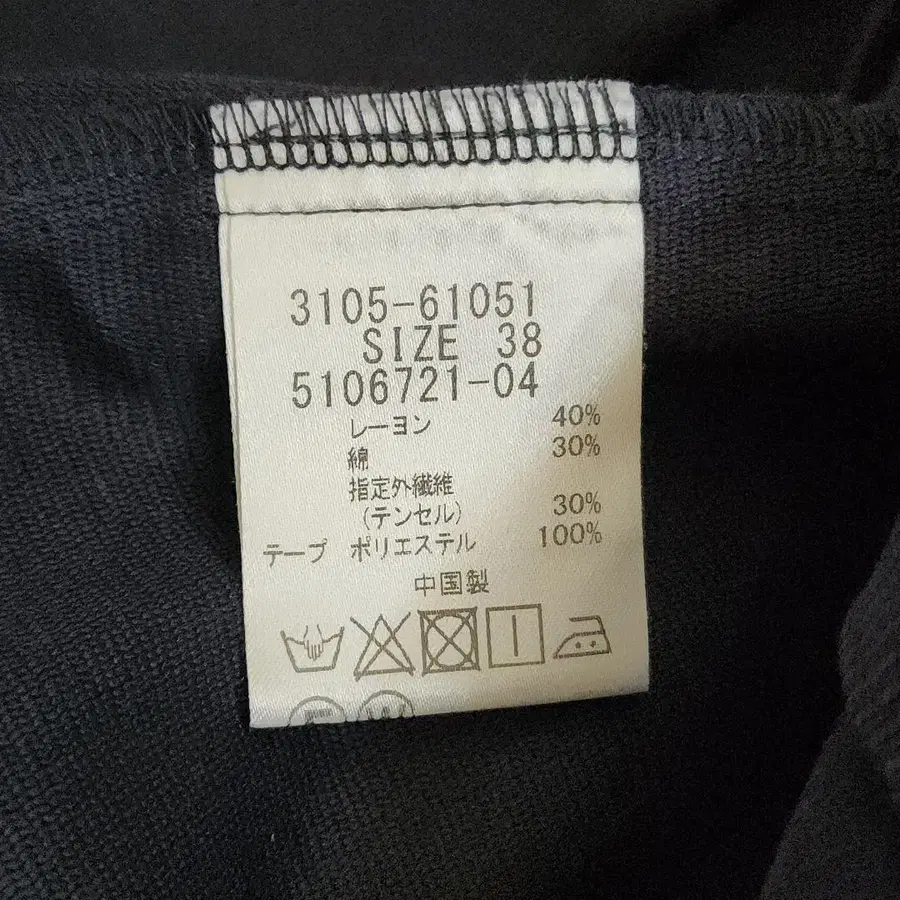 3105-61051
SIZE 38
5106721-04
レーヨン 40%
綿 30%
指定外繊維
(テンセル) 30%
テープ ポリエステル 100%
中国製